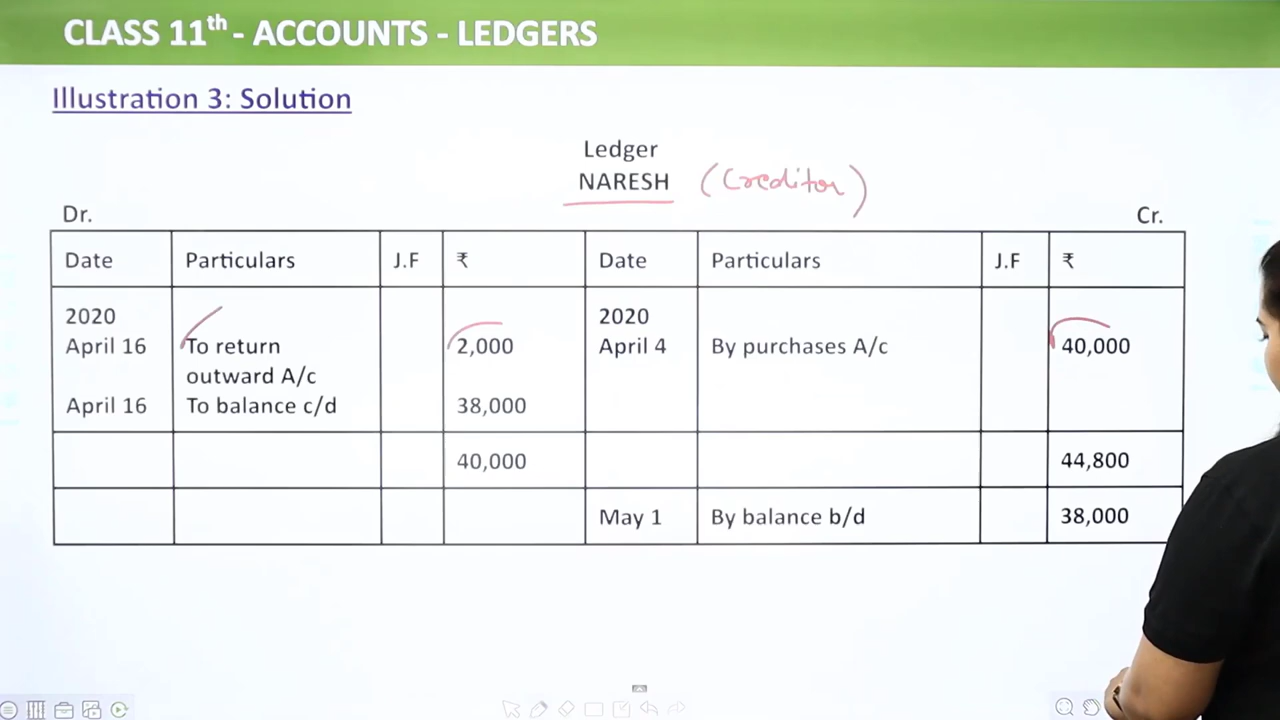 CLASS 11th - ACCOUNTS - LEDGERS
Illustration 3: Solution
Ledger
NARESH (Creditor)
Dr. Cr.
Date Particulars J.F ₹ Date Particulars J.F ₹
2020 2020
April 16 To return 2,000 April 4 By purchases A/c 40,000
outward A/c
April 16 To balance c/d 38,000
40,000 44,800
May 1 By balance b/d 38,000